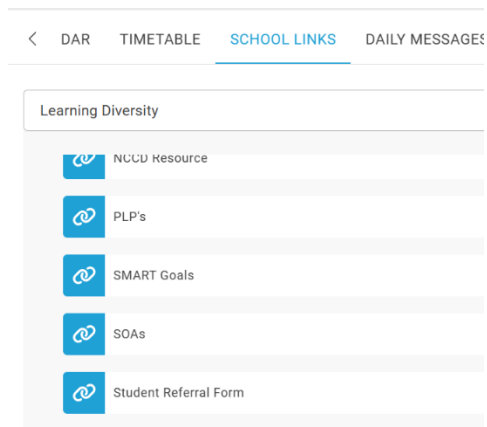 DAR TIMETABLE SCHOOL LINKS DAILY MESSAGES
Learning Diversity
NCCD Resource
PLP's
SMART Goals
SOAs
Student Referral Form